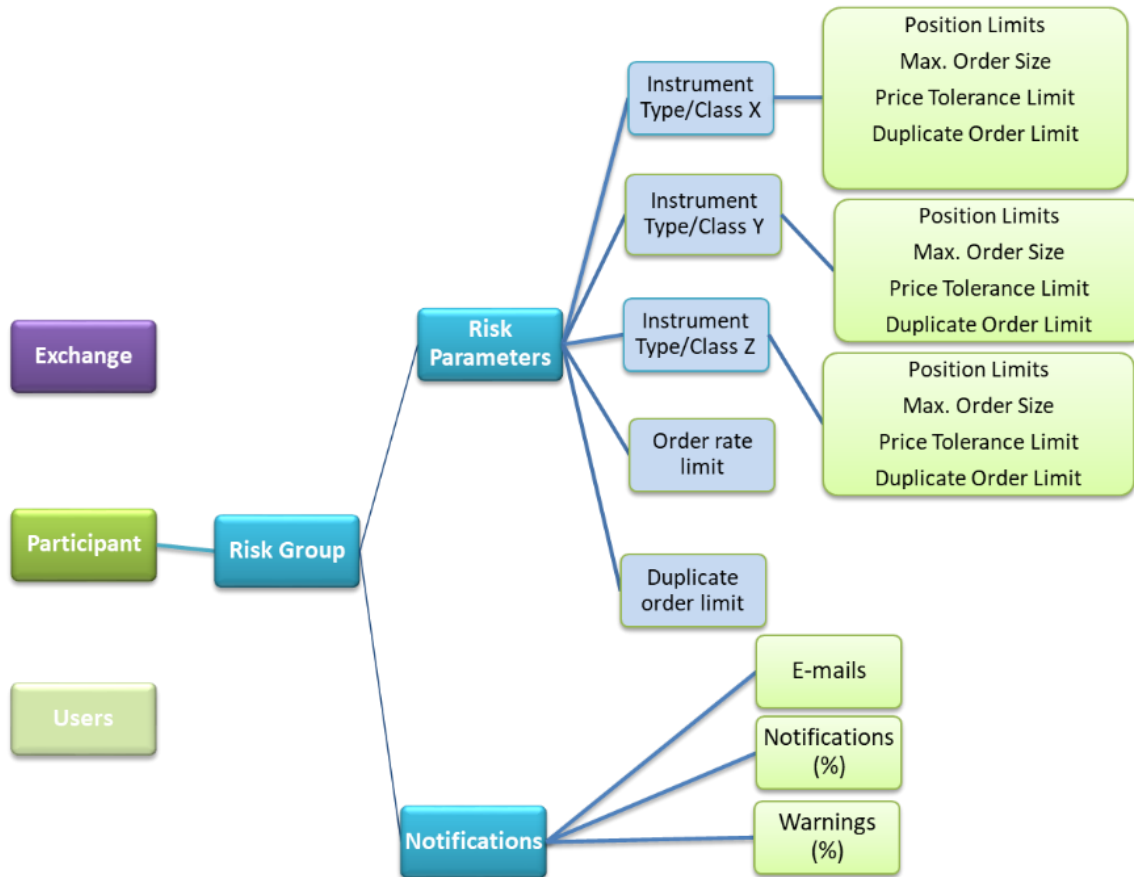 Position Limits
Max. Order Size
Price Tolerance Limit
Duplicate Order Limit
Instrument
Type/Class X
Instrument
Type/Class Y
Position Limits
Max. Order Size
Price Tolerance Limit
Duplicate Order Limit
Exchange
Risk
Parameters
Instrument
Type/Class Z
Position Limits
Max. Order Size
Price Tolerance Limit
Duplicate Order Limit
Order rate
limit
Participant
Risk Group
Duplicate
order limit
Users
E-mails
Notifications
(%)
Notifications
Warnings
(%)